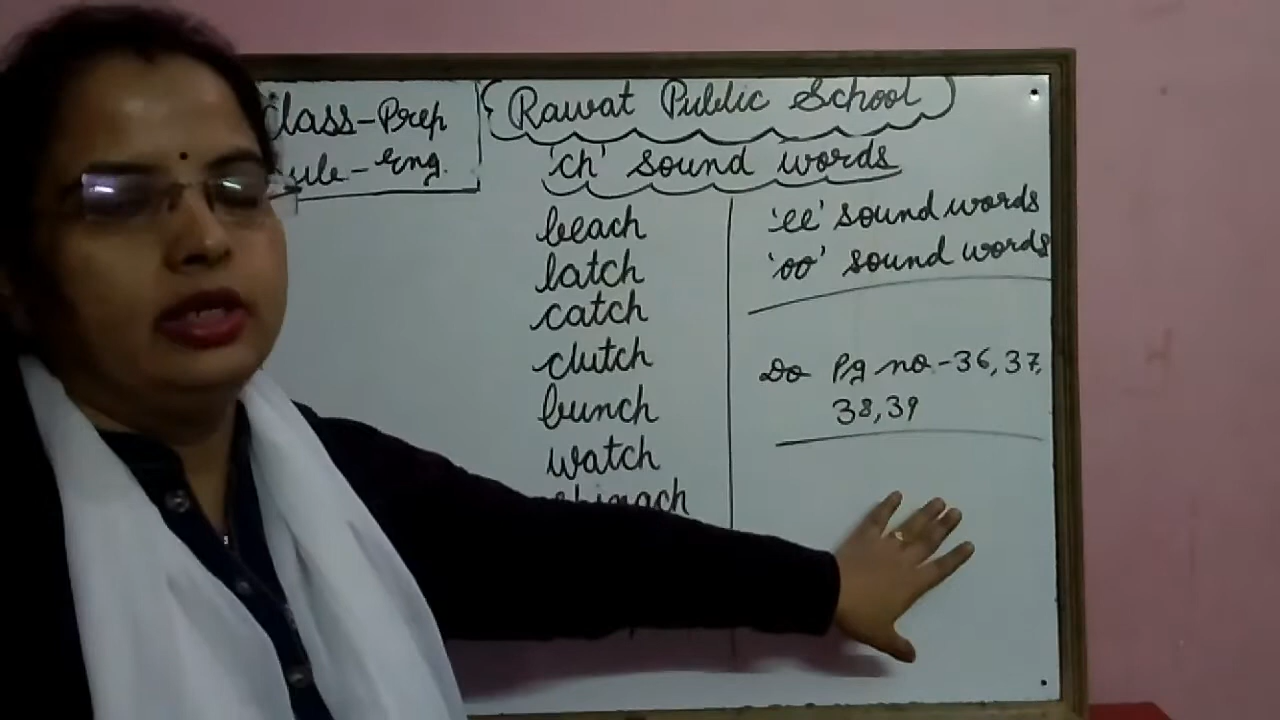 Class-Prep
Eng.
Rawat Public School
'ch' sound words
beach
latch
catch
clutch
bunch
watch
'ee' sound words
'oo' sound words
Do Pg no-36, 37,
38, 39